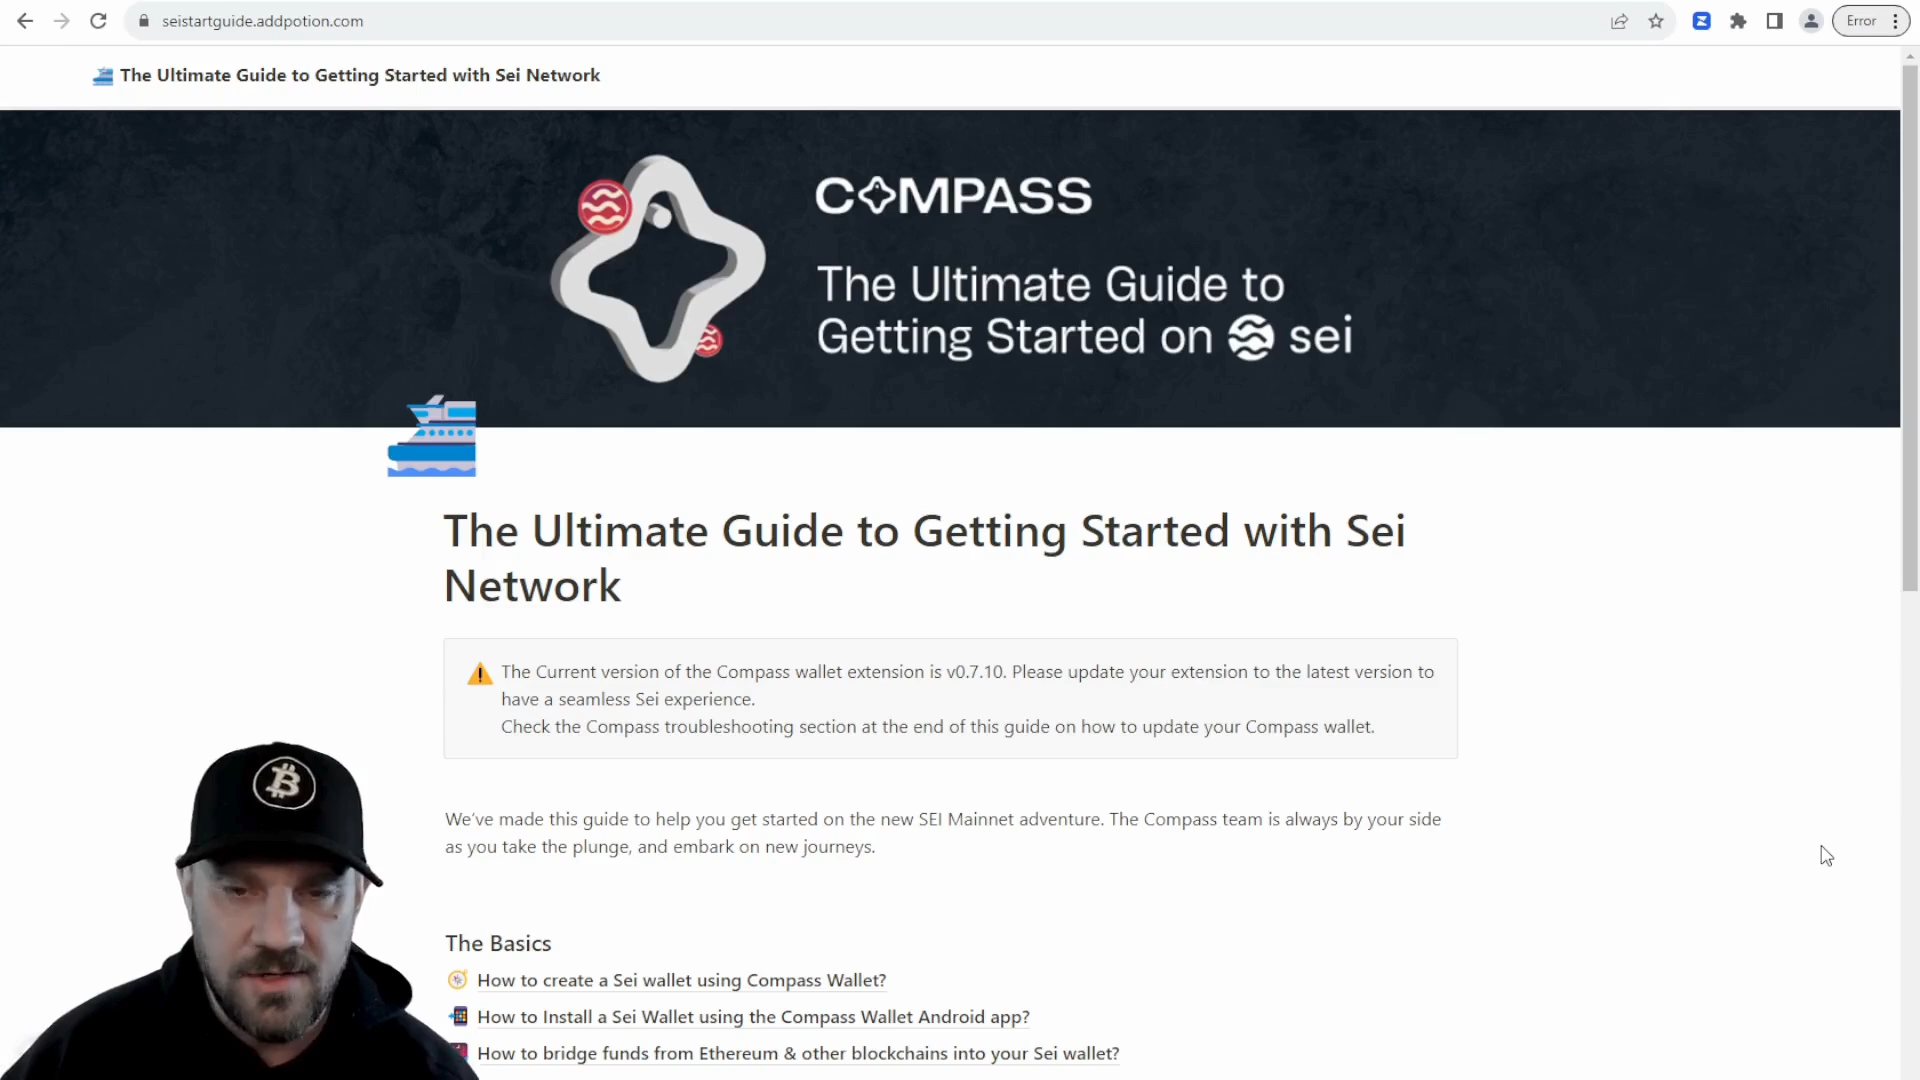 seistartguide.addpotion.com
Error
The Ultimate Guide to Getting Started with Sei Network
COMPASS
The Ultimate Guide to
Getting Started on sei
The Ultimate Guide to Getting Started with Sei
Network
The Current version of the Compass wallet extension is v0.7.10. Please update your extension to the latest version to
have a seamless Sei experience.
Check the Compass troubleshooting section at the end of this guide on how to update your Compass wallet.
We’ve made this guide to help you get started on the new SEI Mainnet adventure. The Compass team is always by your side
as you take the plunge, and embark on new journeys.
The Basics
How to create a Sei wallet using Compass Wallet?
How to Install a Sei Wallet using the Compass Wallet Android app?
How to bridge funds from Ethereum & other blockchains into your Sei wallet?